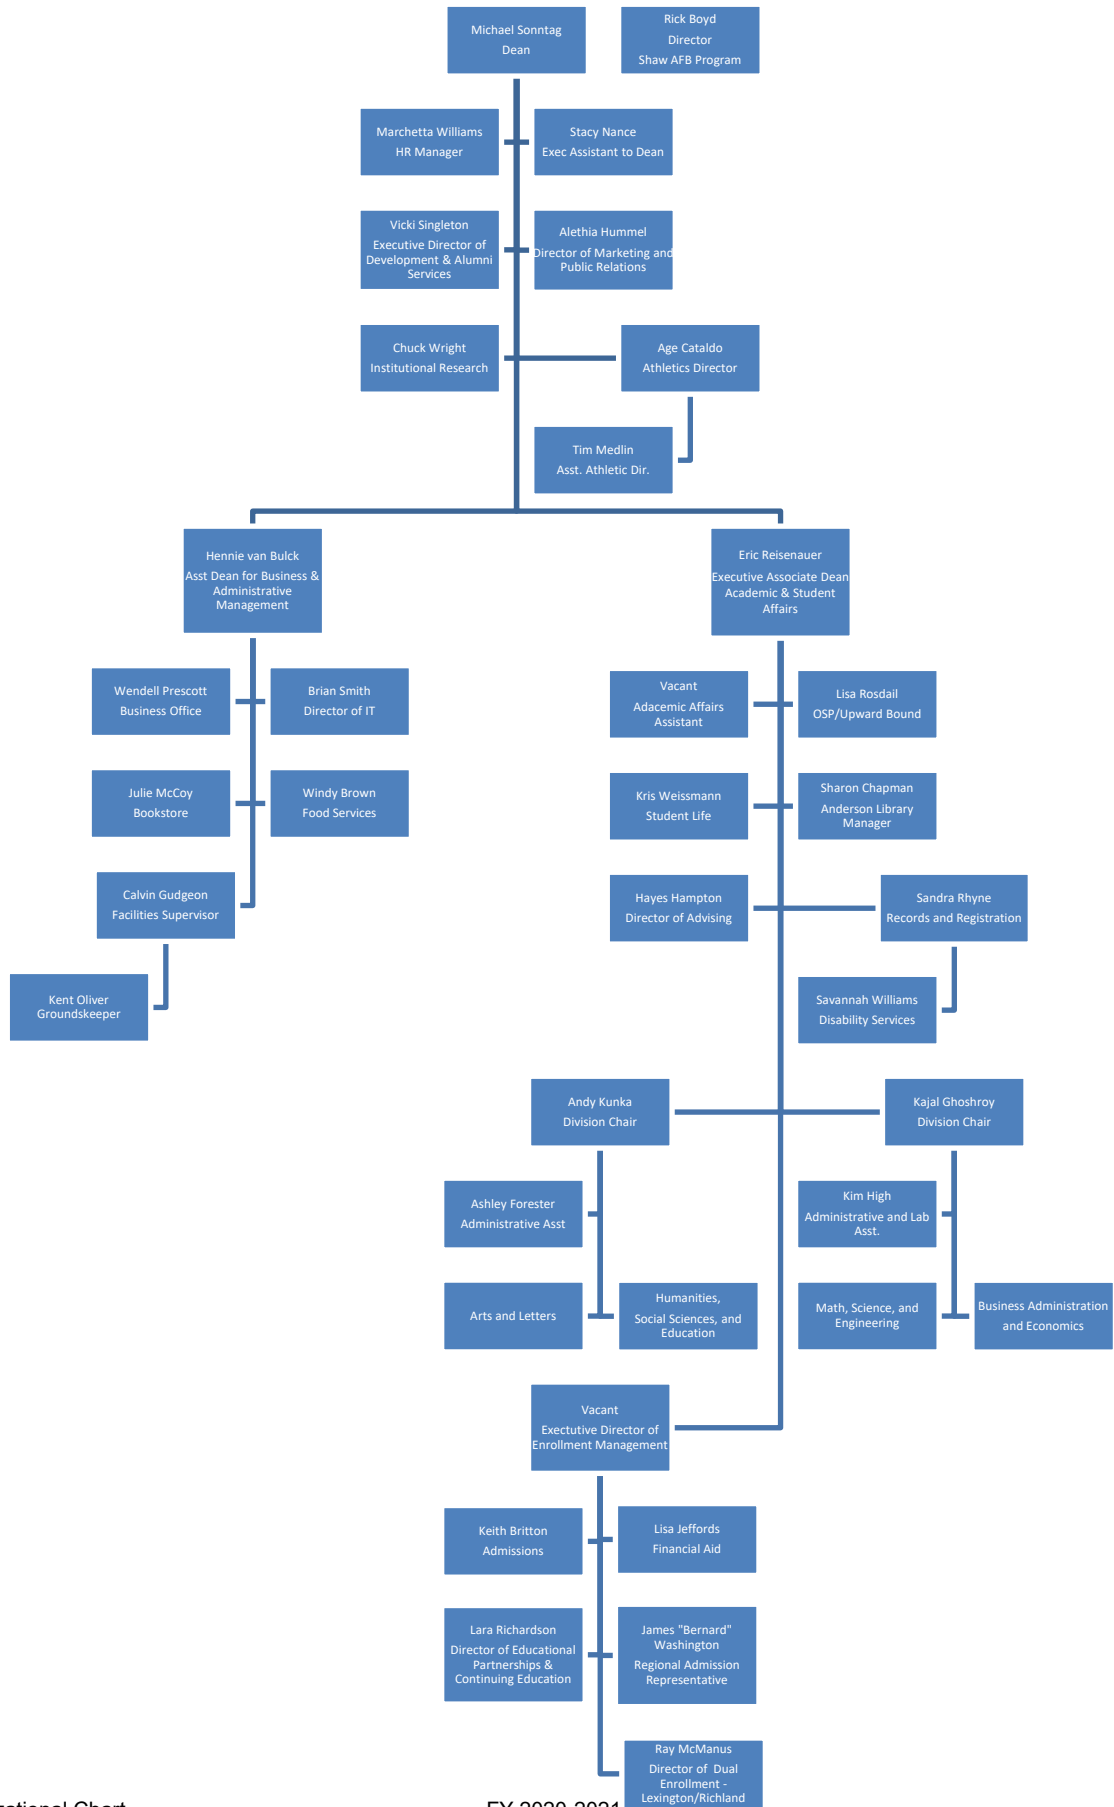 Michael Sonntag
Dean
Rick Boyd
Director
Shaw AFB Program
Marchetta Williams
HR Manager
Stacy Nance
Exec Assistant to Dean
Vicki Singleton
Executive Director of
Development & Alumni
Services
Alethia Hummel
Director of Marketing and
Public Relations
Chuck Wright
Institutional Research
Age Cataldo
Athletics Director
Tim Medlin
Asst. Athletic Dir.
Hennie van Bulck
Asst Dean for Business &
Administrative
Management
Eric Reisenauer
Executive Associate Dean
Academic & Student
Affairs
Wendell Prescott
Business Office
Brian Smith
Director of IT
Vacant
Adacemic Affairs
Assistant
Lisa Rosdail
OSP/Upward Bound
Julie McCoy
Bookstore
Windy Brown
Food Services
Kris Weissmann
Student Life
Sharon Chapman
Anderson Library
Manager
Calvin Gudgeon
Facilities Supervisor
Hayes Hampton
Director of Advising
Sandra Rhyne
Records and Registration
Kent Oliver
Groundskeeper
Savannah Williams
Disability Services
Andy Kunka
Division Chair
Kajal Ghoshroy
Division Chair
Ashley Forester
Administrative Asst
Kim High
Administrative and Lab
Asst.
Arts and Letters
Humanities,
Social Sciences, and
Education
Math, Science, and
Engineering
Business Administration
and Economics
Vacant
Exectutive Director of
Enrollment Management
Keith Britton
Admissions
Lisa Jeffords
Financial Aid
Lara Richardson
Director of Educational
Partnerships &
Continuing Education
James "Bernard"
Washington
Regional Admission
Representative
Ray McManus
Director of Dual
Enrollment -
Lexington/Richland
Chart
FY 2020-2021